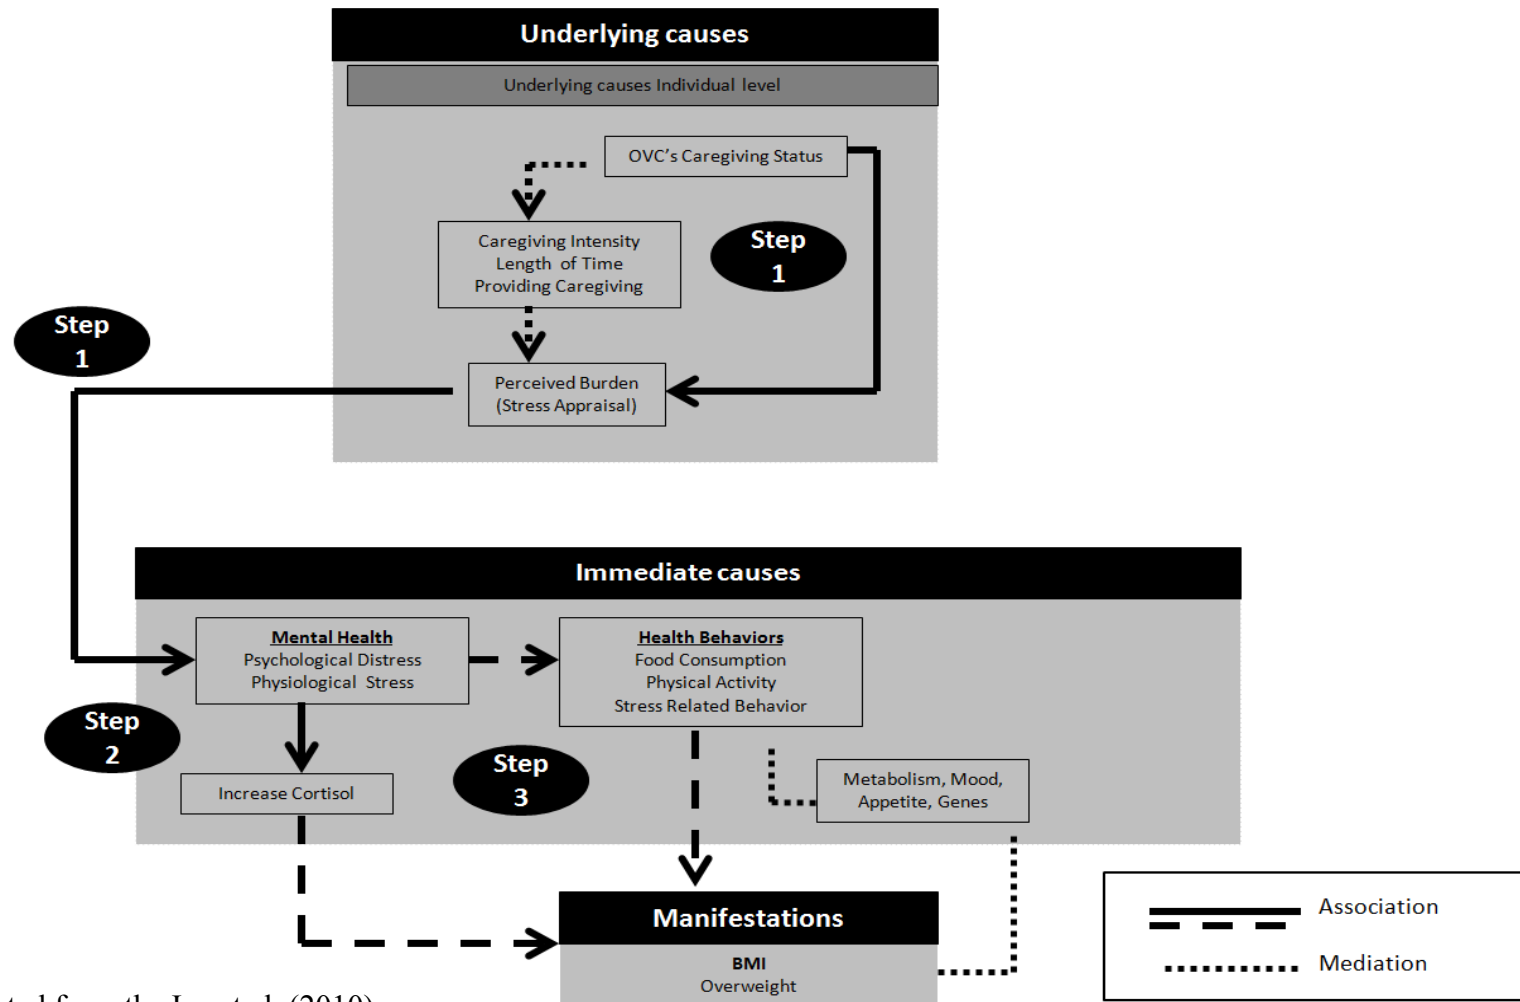 Underlying causes
Underlying causes Individual level
OVC's Caregiving Status
Caregiving Intensity
Length of Time
Providing Caregiving
Step
1
Step
1
Perceived Burden
(Stress Appraisal)
Immediate causes
Mental Health
Psychological Distress
Physiological Stress
Health Behaviors
Food Consumption
Physical Activity
Stress Related Behavior
Step
2
Step
3
Increase Cortisol
Metabolism, Mood,
Appetite, Genes
Manifestations
BMI
Overweight
Association
Mediation